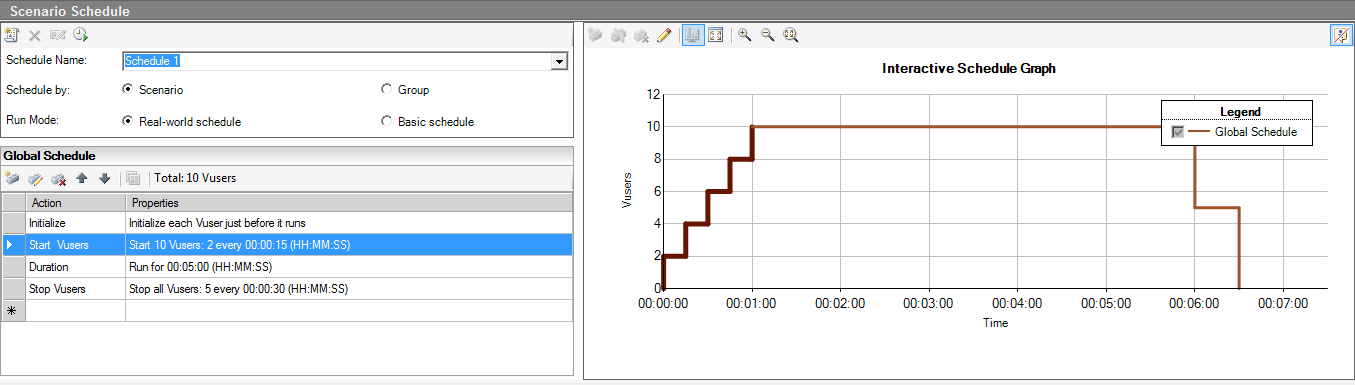 Scenario Schedule
Schedule Name: Schedule 1
Schedule by: Scenario Group
Run Mode: Real-world schedule Basic schedule
Global Schedule
Total: 10 Vusers
Action Properties
Initialize Initialize each Vuser just before it runs
Start Vusers Start 10 Vusers: 2 every 00:00:15 (HH:MM:SS)
Duration Run for 00:05:00 (HH:MM:SS)
Stop Vusers Stop all Vusers: 5 every 00:00:30 (HH:MM:SS)
Interactive Schedule Graph
Legend
Global Schedule
Vusers
12
10
8
6
4
2
0
00:00:00 00:01:00 00:02:00 00:03:00 00:04:00 00:05:00 00:06:00 00:07:00
Time